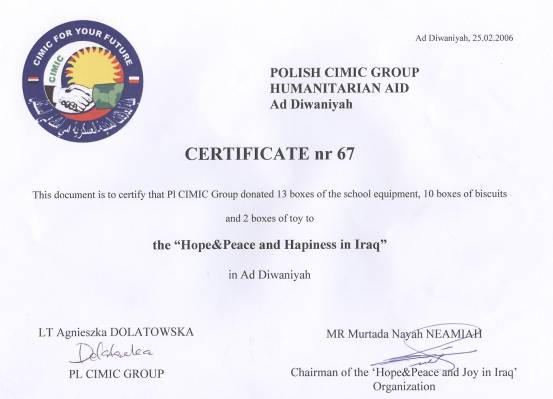 Ad Diwaniyah, 25.02.2006
CIMIC FOR YOUR FUTURE
CIMIC
POLISH CIMIC GROUP
HUMANITARIAN AID
Ad Diwaniyah
CERTIFICATE nr 67
This document is to certify that Pl CIMIC Group donated 13 boxes of the school equipment, 10 boxes of biscuits
and 2 boxes of toy to
the “Hope&Peace and Hapiness in Iraq”
in Ad Diwaniyah
LT Agnieszka DOLATOWSKA
PL CIMIC GROUP
MR Murtada Nayah NEAMIAH
Chairman of the ‘Hope&Peace and Joy in Iraq’
Organization